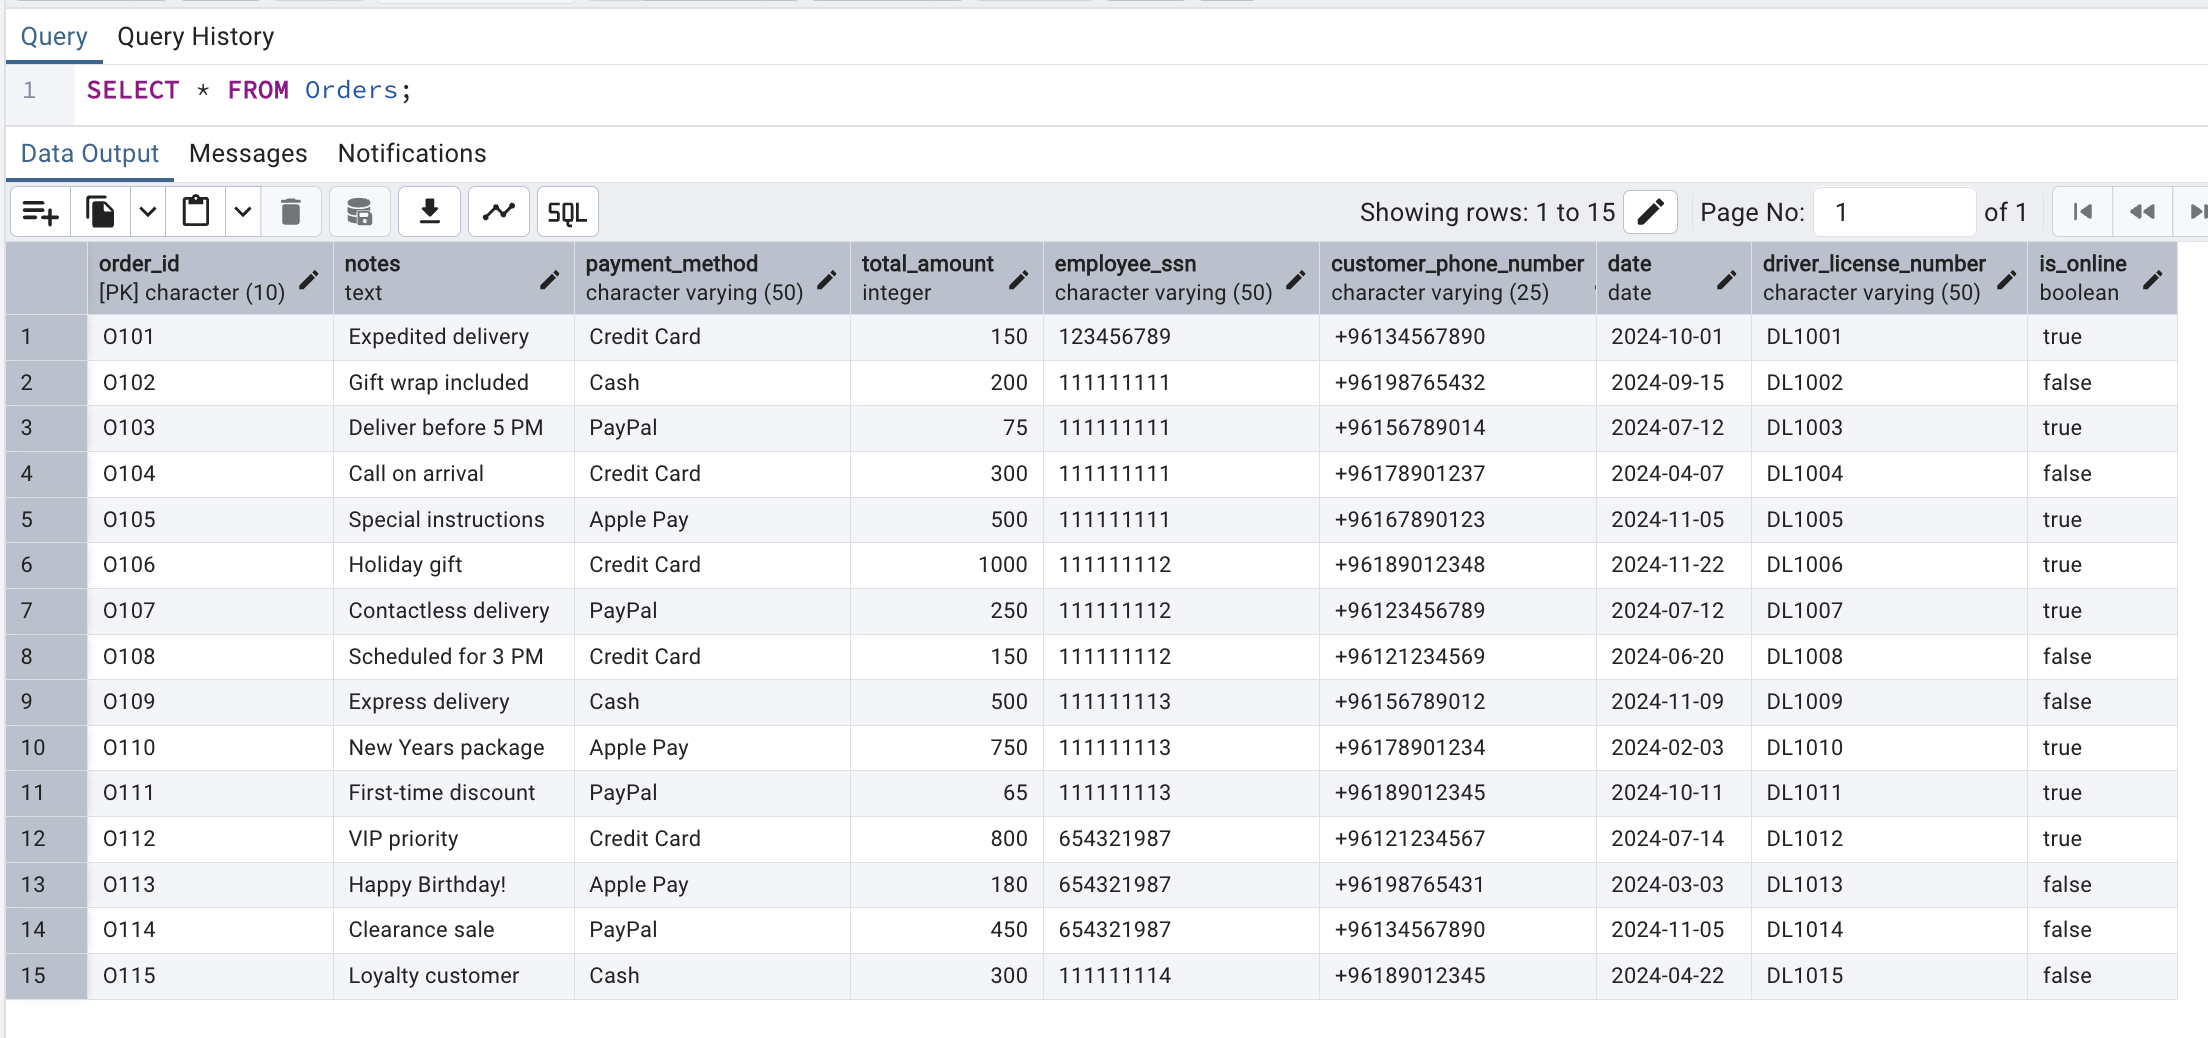 Query Query History
1 SELECT * FROM Orders;
Data Output Messages Notifications
SQL Showing rows: 1 to 15 Page No: 1 of 1
order_id notes payment_method total_amount employee_ssn customer_phone_number date driver_license_number is_online
[PK] character (10) text character varying (50) integer character varying (50) character varying (25) date character varying (50) boolean
1 O101 Expedited delivery Credit Card 150 123456789 +96134567890 2024-10-01 DL1001 true
2 O102 Gift wrap included Cash 200 111111111 +96198765432 2024-09-15 DL1002 false
3 O103 Deliver before 5 PM PayPal 75 111111111 +96156789014 2024-07-12 DL1003 true
4 O104 Call on arrival Credit Card 300 111111111 +96178901237 2024-04-07 DL1004 false
5 O105 Special instructions Apple Pay 500 111111111 +96167890123 2024-11-05 DL1005 true
6 O106 Holiday gift Credit Card 1000 111111112 +96189012348 2024-11-22 DL1006 true
7 O107 Contactless delivery PayPal 250 111111112 +96123456789 2024-07-12 DL1007 true
8 O108 Scheduled for 3 PM Credit Card 150 111111112 +96121234569 2024-06-20 DL1008 false
9 O109 Express delivery Cash 500 111111113 +96156789012 2024-11-09 DL1009 false
10 O110 New Years package Apple Pay 750 111111113 +96178901234 2024-02-03 DL1010 true
11 O111 First-time discount PayPal 65 111111113 +96189012345 2024-10-11 DL1011 true
12 O112 VIP priority Credit Card 800 654321987 +96121234567 2024-07-14 DL1012 true
13 O113 Happy Birthday! Apple Pay 180 654321987 +96198765431 2024-03-03 DL1013 false
14 O114 Clearance sale PayPal 450 654321987 +96134567890 2024-11-05 DL1014 false
15 O115 Loyalty customer Cash 300 111111114 +96189012345 2024-04-22 DL1015 false